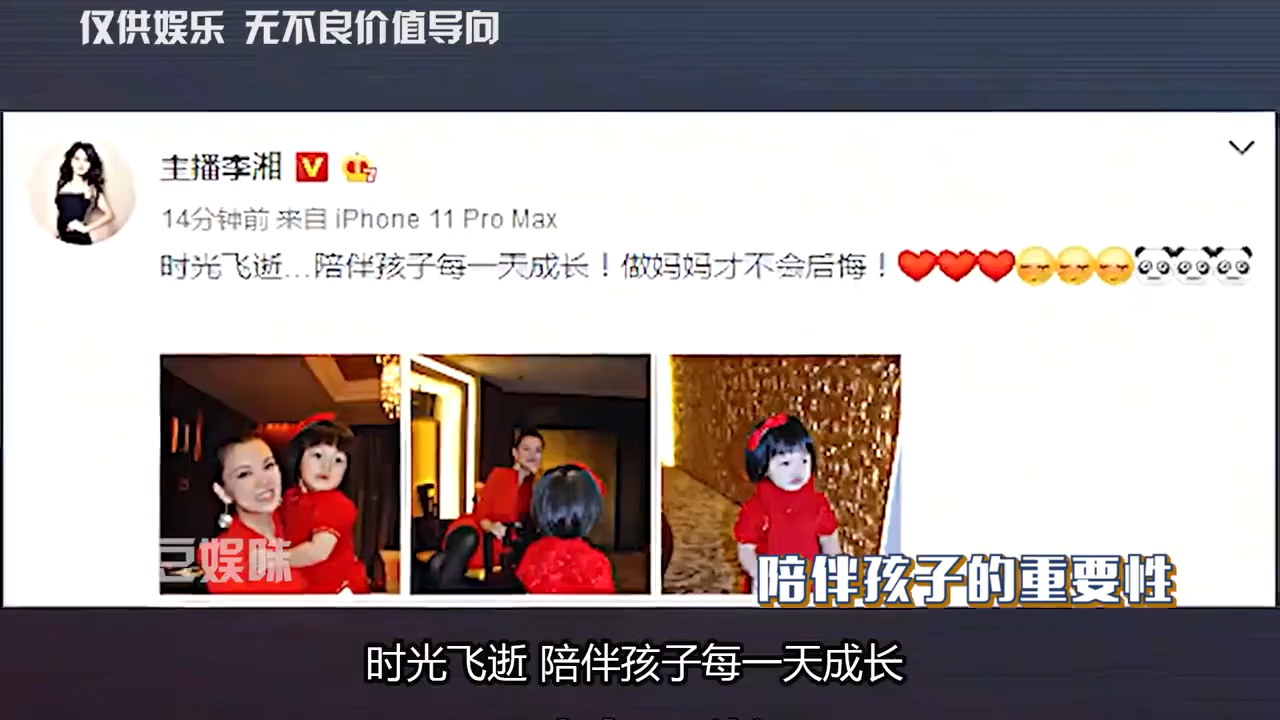 仅供娱乐 无不良价值导向
主播李湘
14分钟前 来自 iPhone 11 Pro Max
时光飞逝...陪伴孩子每一天成长！做妈妈才不会后悔！
豆娱味
陪伴孩子的重要性
时光飞逝 陪伴孩子每一天成长